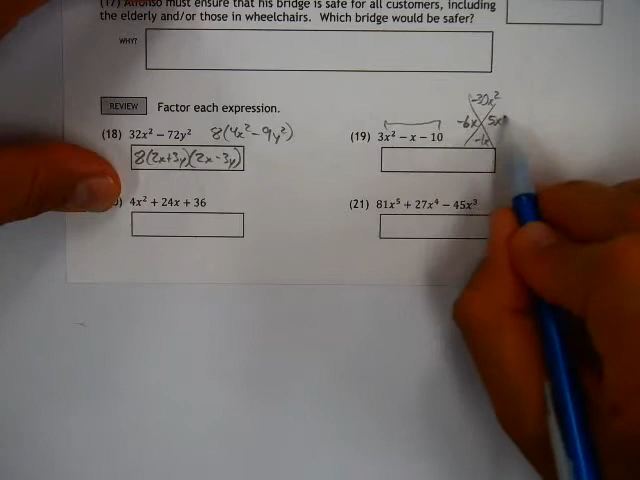 (17) Alfonso must ensure that his bridge is safe for all customers, including
the elderly and/or those in wheelchairs. Which bridge would be safer?
WHY?
REVIEW Factor each expression.
(18) 32x² − 72y² 8(4x² − 9y²)
8(2x+3y)(2x-3y)
(19) 3x² − x − 10
-30x²
-6x 5x
-1x
4x² + 24x + 36
(21) 81x⁵ + 27x⁴ − 45x³